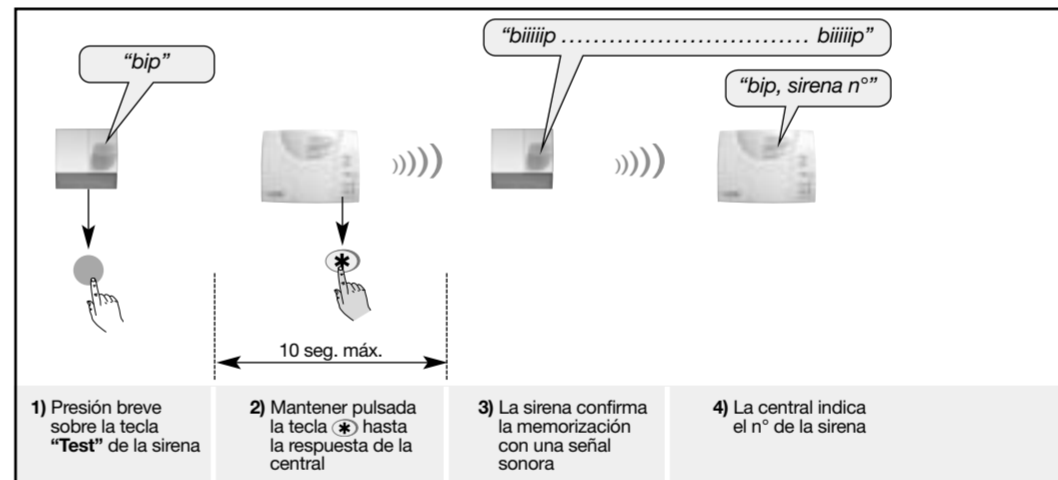 “bip”
“biiiiip .............................. biiiiip”
“bip, sirena n°”
10 seg. máx.
1) Presión breve
sobre la tecla
“Test” de la sirena
2) Mantener pulsada
la tecla (*) hasta
la respuesta de la
central
3) La sirena confirma
la memorización
con una señal
sonora
4) La central indica
el n° de la sirena